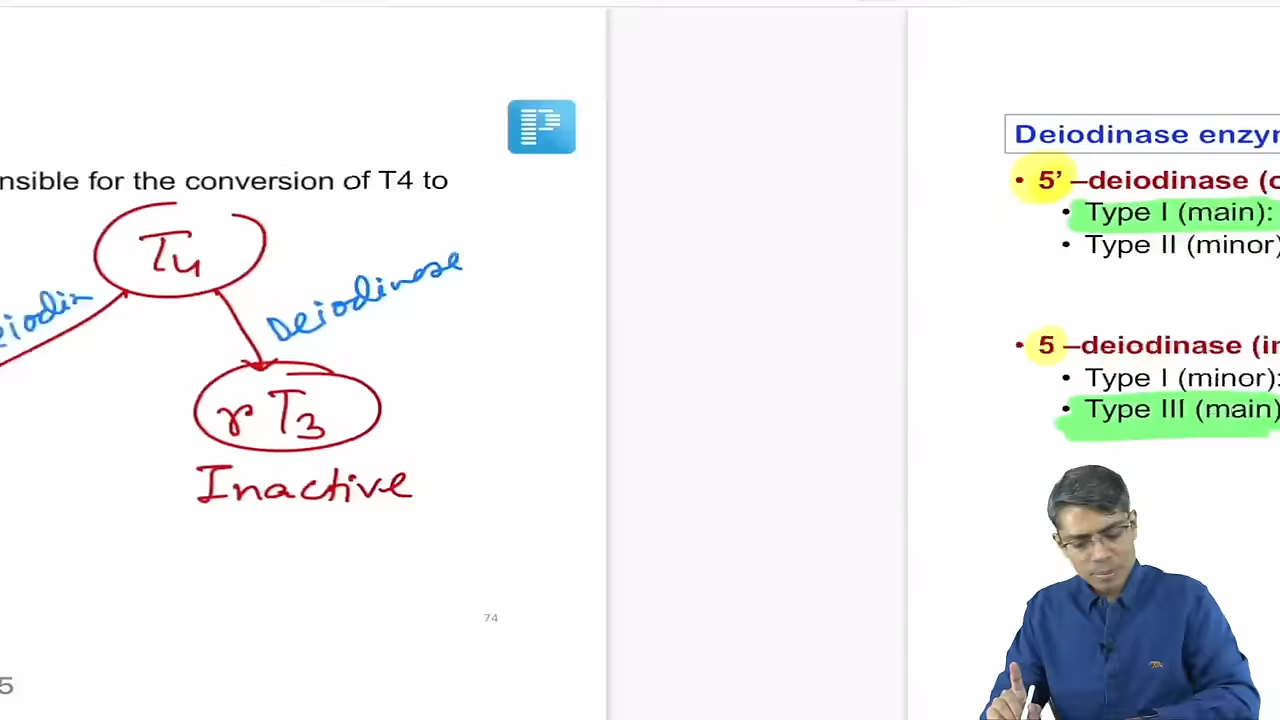 nsible for the conversion of T4 to
T4
eiodin
Deiodinase
rT3
Inactive
74
5
Deiodinase enzym
• 5' –deiodinase (o
• Type I (main):
• Type II (minor)
• 5 –deiodinase (in
• Type I (minor):
• Type III (main)